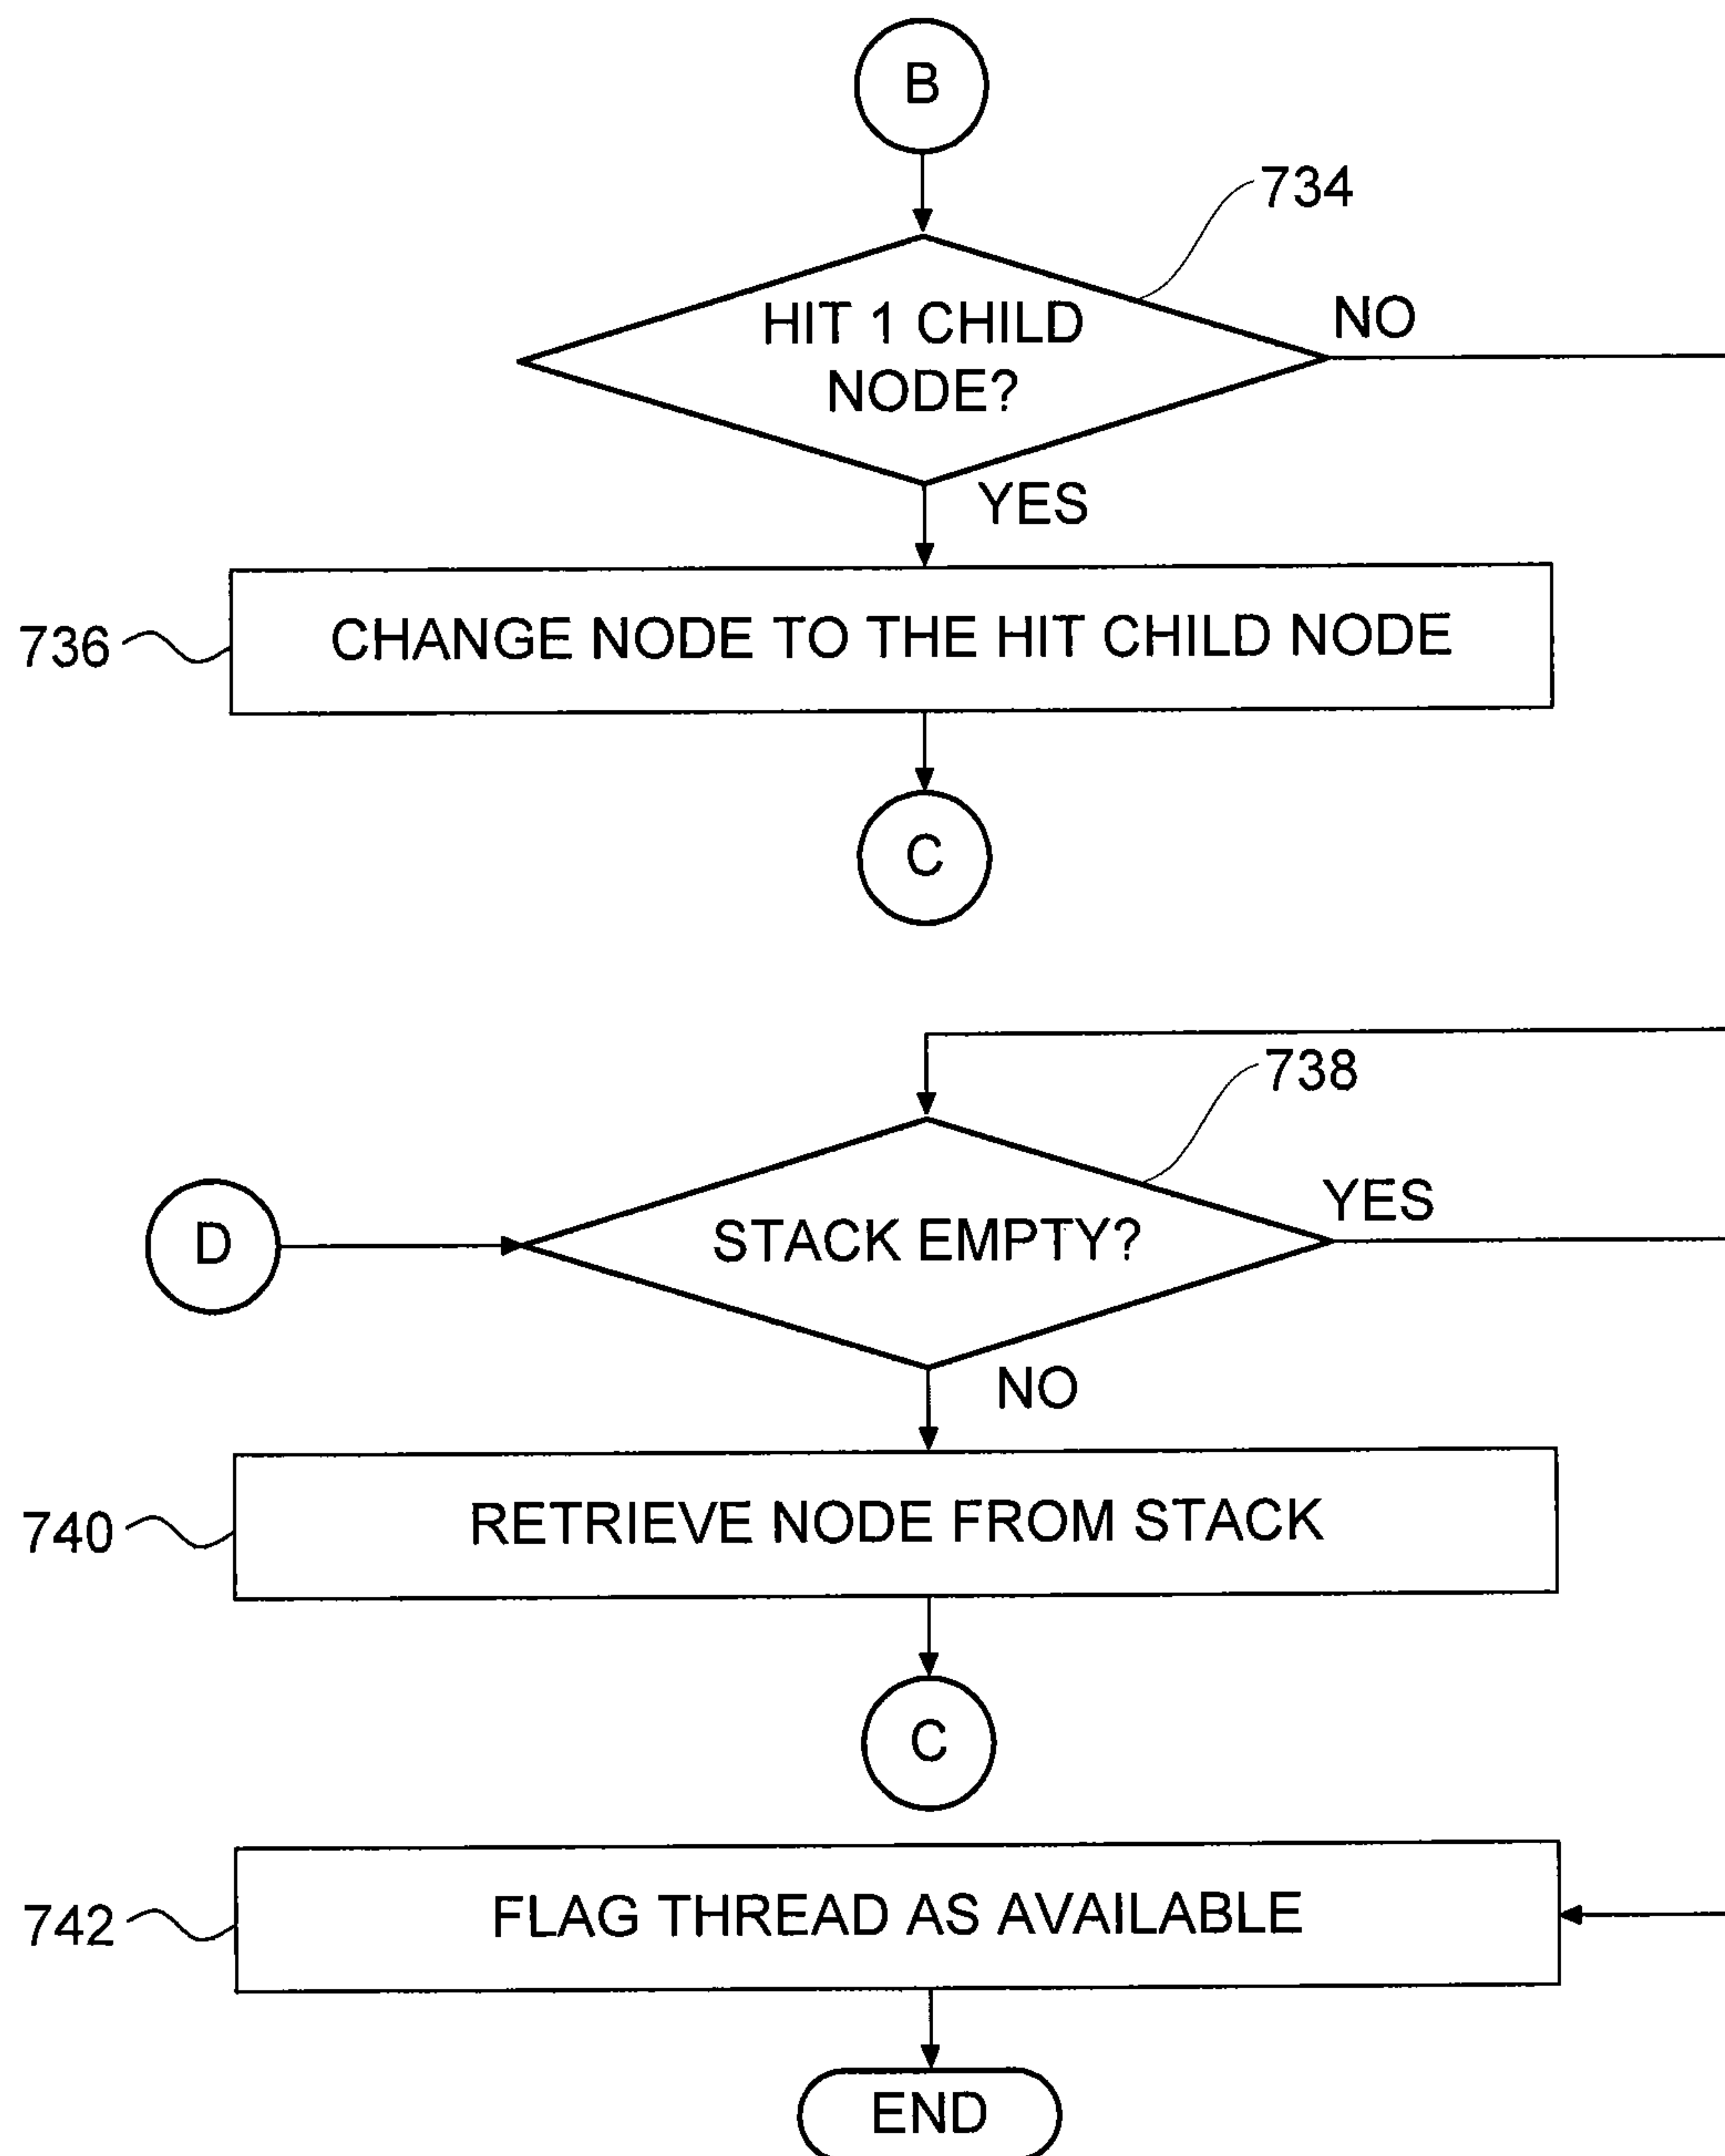 B
734
HIT 1 CHILD
NODE?
NO
YES
736
CHANGE NODE TO THE HIT CHILD NODE
C
738
D
STACK EMPTY?
YES
NO
740
RETRIEVE NODE FROM STACK
C
742
FLAG THREAD AS AVAILABLE
END